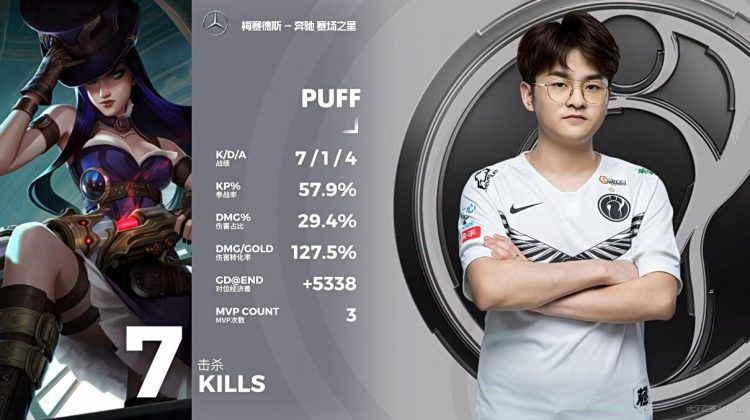 梅赛德斯 – 奔驰 赛场之星
PUFF
K/D/A
战绩
7 / 1 / 4
KP%
参战率
57.9%
DMG%
伤害占比
29.4%
DMG/GOLD
伤害转化率
127.5%
GD@END
对位经济差
+5338
MVP COUNT
MVP次数
3
7
击杀
KILLS
快手